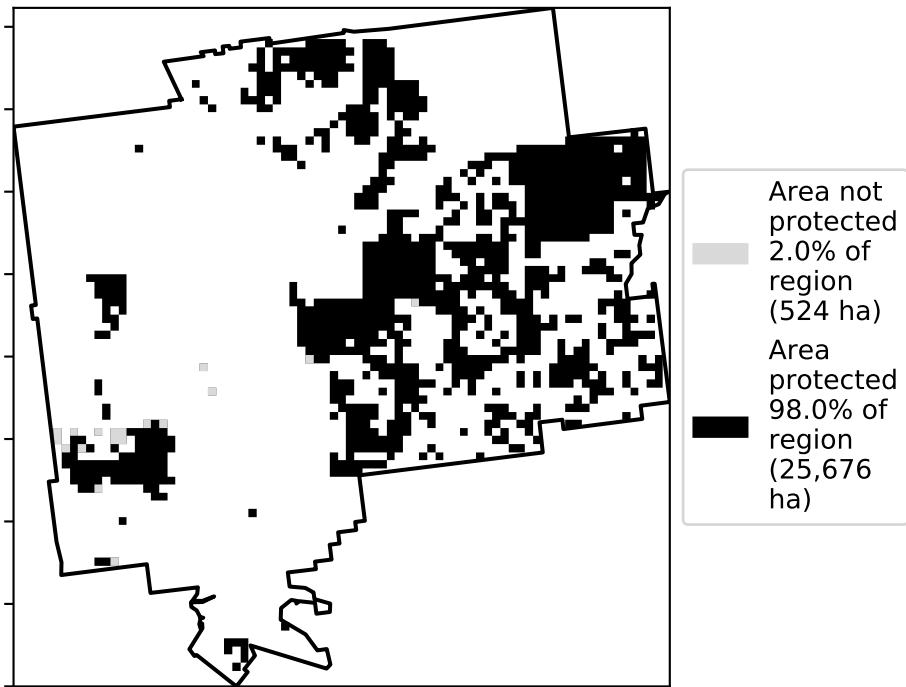 Area not
protected
2.0% of
region
(524 ha)
Area
protected
98.0% of
region
(25,676
ha)